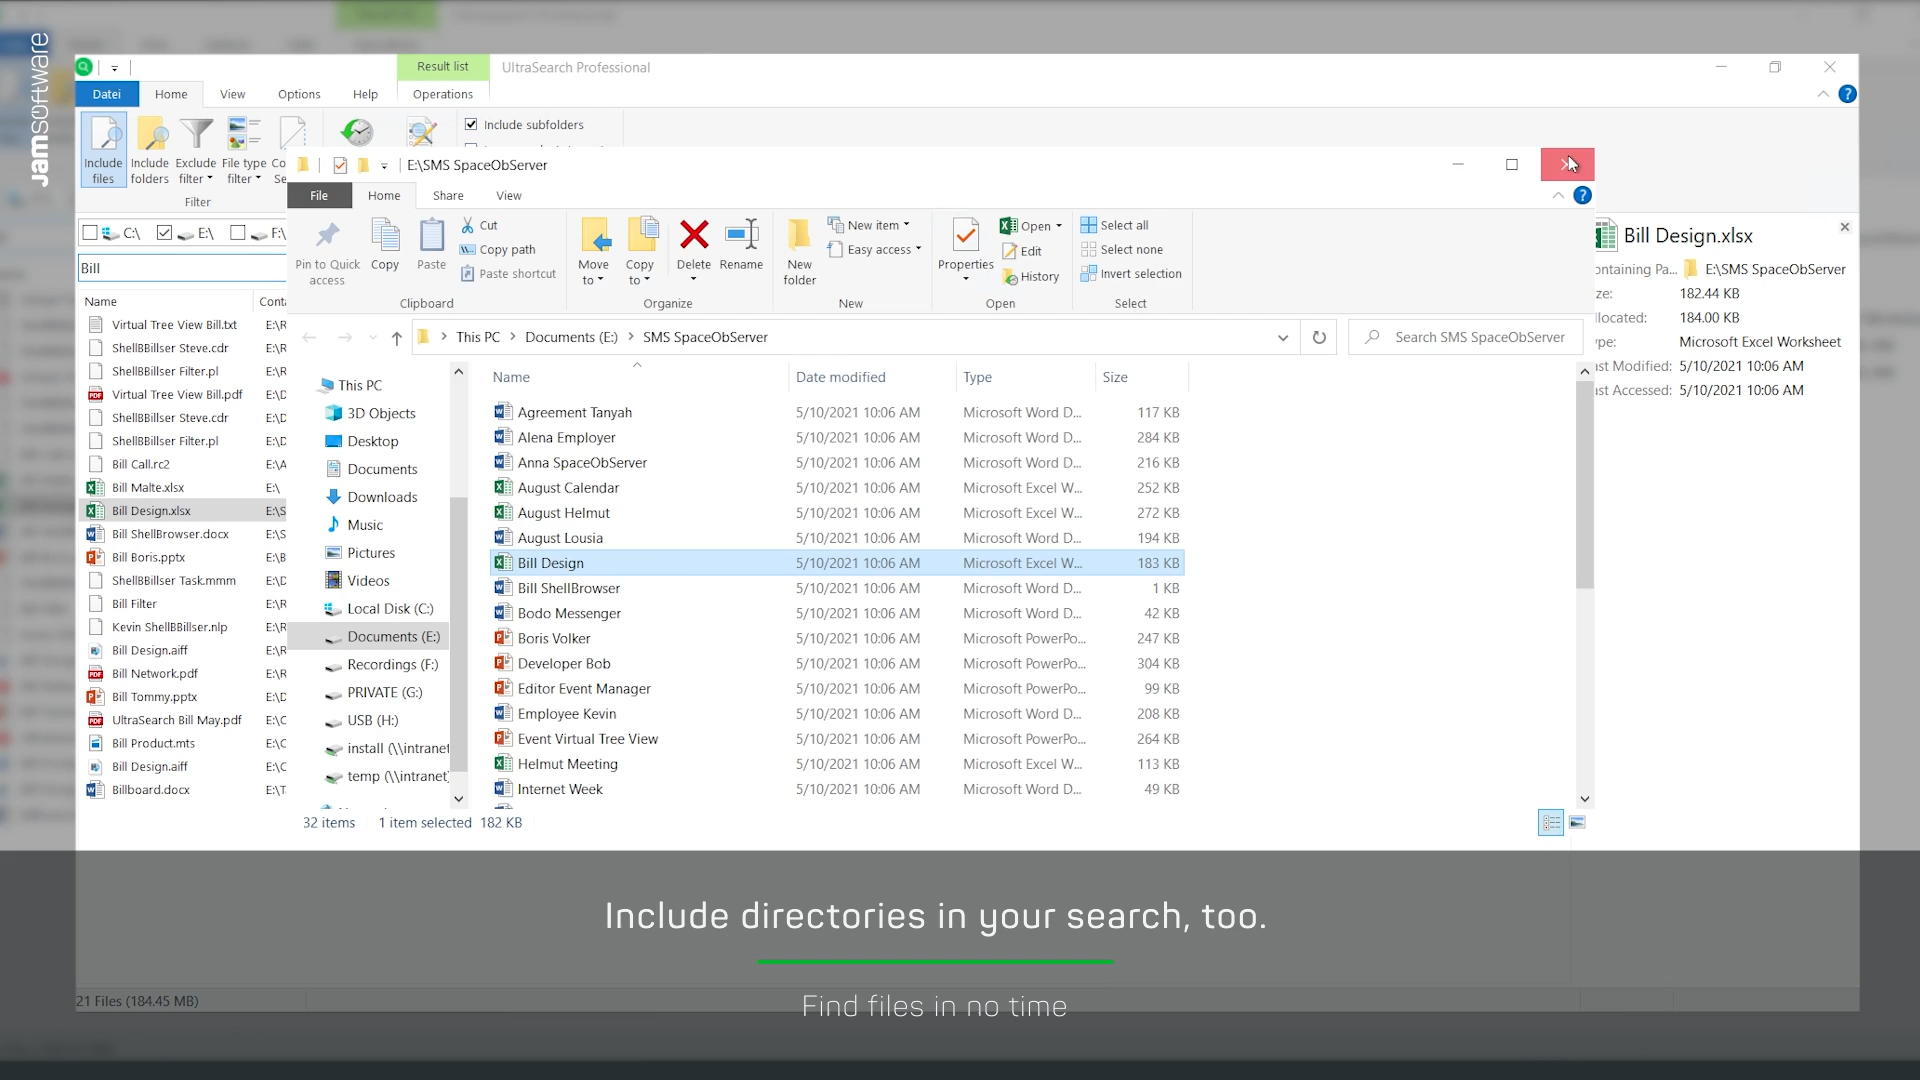 JAMSOFTWARE
Result list
UltraSearch Professional
Datei
Home
View
Options
Help
Operations
Include files
Include folders
Exclude filter
File type filter
Include subfolders
Filter
C:\
E:\
F:\
Bill
Name
Virtual Tree View Bill.txt
ShellBBillser Steve.cdr
ShellBBillser Filter.pl
Virtual Tree View Bill.pdf
ShellBBillser Steve.cdr
ShellBBillser Filter.pl
Bill Call.rc2
Bill Malte.xlsx E:\
Bill Design.xlsx
Bill ShellBrowser.docx
Bill Boris.pptx
ShellBBillser Task.mmm
Bill Filter
Kevin ShellBBillser.nlp
Bill Design.aiff
Bill Network.pdf
Bill Tommy.pptx
UltraSearch Bill May.pdf
Bill Product.mts
Bill Design.aiff
Billboard.docx
21 Files (184.45 MB)
E:\SMS SpaceObServer
File
Home
Share
View
Pin to Quick access
Copy
Paste
Cut
Copy path
Paste shortcut
Clipboard
Move to
Copy to
Delete
Rename
Organize
New folder
New item
Easy access
New
Properties
Open
Edit
History
Open
Select all
Select none
Invert selection
Select
This PC
Documents (E:)
SMS SpaceObServer
Search SMS SpaceObServer
This PC
3D Objects
Desktop
Documents
Downloads
Music
Pictures
Videos
Local Disk (C:)
Documents (E:)
Recordings (F:)
PRIVATE (G:)
USB (H:)
install (\\intranet
temp (\\intranet
Name Date modified Type Size
Agreement Tanyah 5/10/2021 10:06 AM Microsoft Word D... 117 KB
Alena Employer 5/10/2021 10:06 AM Microsoft Word D... 284 KB
Anna SpaceObServer 5/10/2021 10:06 AM Microsoft Word D... 216 KB
August Calendar 5/10/2021 10:06 AM Microsoft Excel W... 252 KB
August Helmut 5/10/2021 10:06 AM Microsoft Excel W... 272 KB
August Lousia 5/10/2021 10:06 AM Microsoft Word D... 194 KB
Bill Design 5/10/2021 10:06 AM Microsoft Excel W... 183 KB
Bill ShellBrowser 5/10/2021 10:06 AM Microsoft Word D... 1 KB
Bodo Messenger 5/10/2021 10:06 AM Microsoft Word D... 42 KB
Boris Volker 5/10/2021 10:06 AM Microsoft PowerPo... 247 KB
Developer Bob 5/10/2021 10:06 AM Microsoft PowerPo... 304 KB
Editor Event Manager 5/10/2021 10:06 AM Microsoft PowerPo... 99 KB
Employee Kevin 5/10/2021 10:06 AM Microsoft Word D... 208 KB
Event Virtual Tree View 5/10/2021 10:06 AM Microsoft PowerPo... 264 KB
Helmut Meeting 5/10/2021 10:06 AM Microsoft Excel W... 113 KB
Internet Week 5/10/2021 10:06 AM Microsoft Word D... 49 KB
32 items 1 item selected 182 KB
Bill Design.xlsx
E:\SMS SpaceObServer
182.44 KB
184.00 KB
Microsoft Excel Worksheet
Modified: 5/10/2021 10:06 AM
Accessed: 5/10/2021 10:06 AM
Include directories in your search, too.
Find files in no time